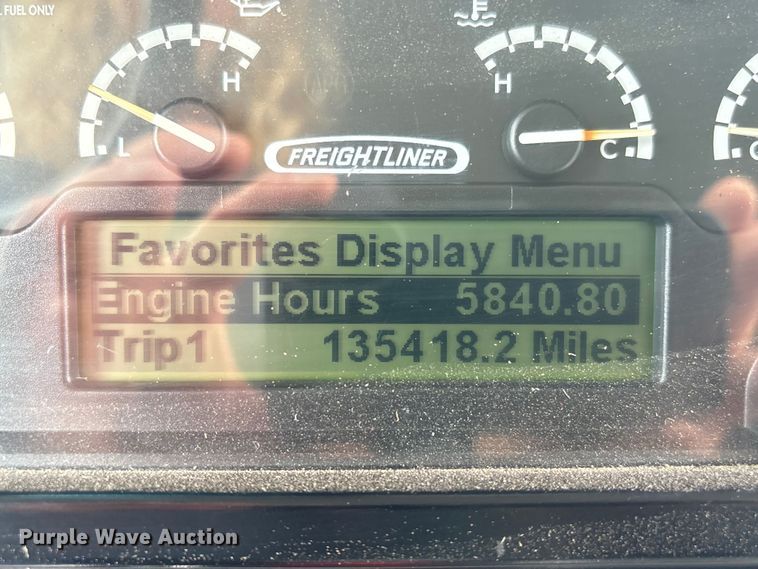 FUEL ONLY
H
H
L
C
FREIGHTLINER
Favorites Display Menu
Engine Hours 5840.80
Trip1 135418.2 Miles
Purple Wave Auction